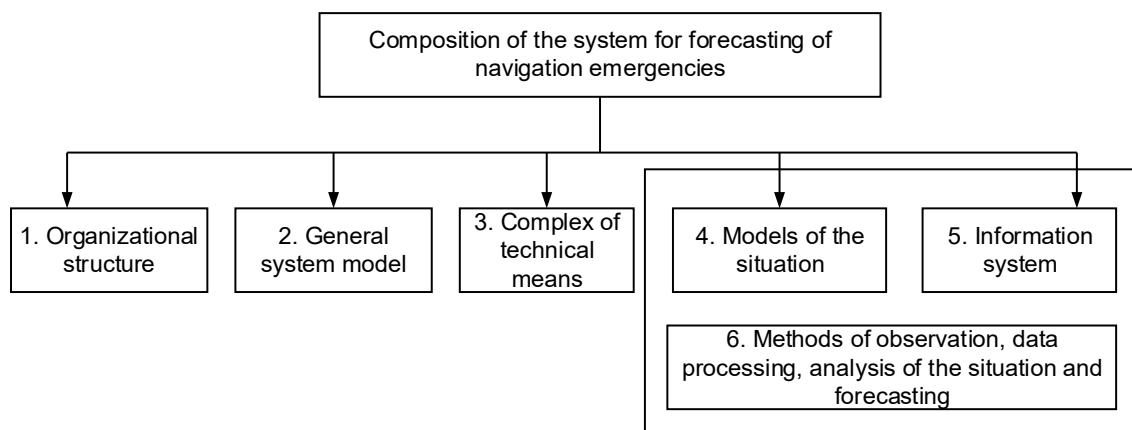 Composition of the system for forecasting of
navigation emergencies
1. Organizational
structure
2. General
system model
3. Complex of
technical
means
4. Models of the
situation
5. Information
system
6. Methods of observation, data
processing, analysis of the situation and
forecasting